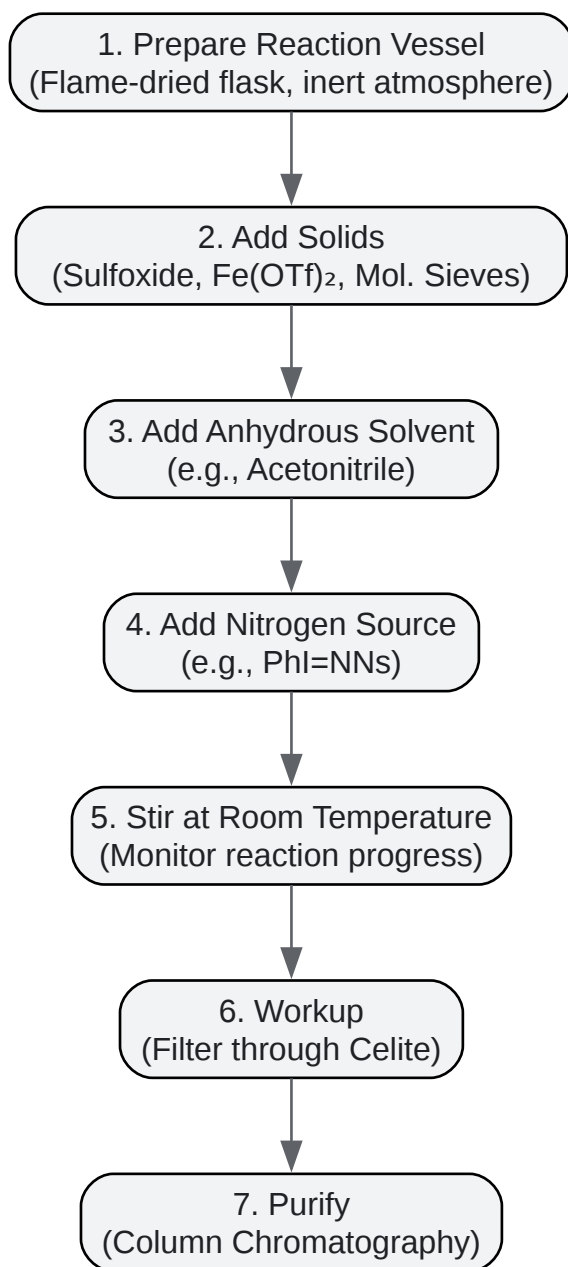 1. Prepare Reaction Vessel
(Flame-dried flask, inert atmosphere)
2. Add Solids
(Sulfoxide, Fe(OTf)₂, Mol. Sieves)
3. Add Anhydrous Solvent
(e.g., Acetonitrile)
4. Add Nitrogen Source
(e.g., PhI=NNs)
5. Stir at Room Temperature
(Monitor reaction progress)
6. Workup
(Filter through Celite)
7. Purify
(Column Chromatography)